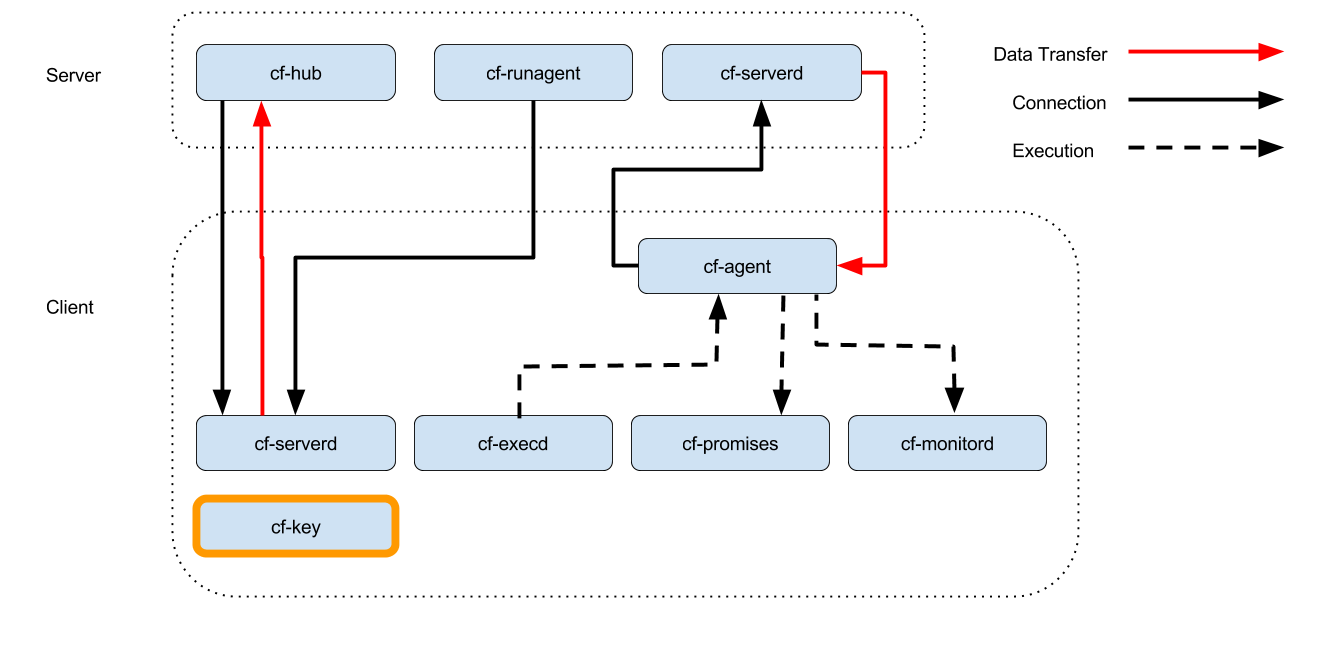 Server
cf-hub
cf-runagent
cf-serverd
Data Transfer
Connection
Execution
Client
cf-agent
cf-serverd
cf-execd
cf-promises
cf-monitord
cf-key